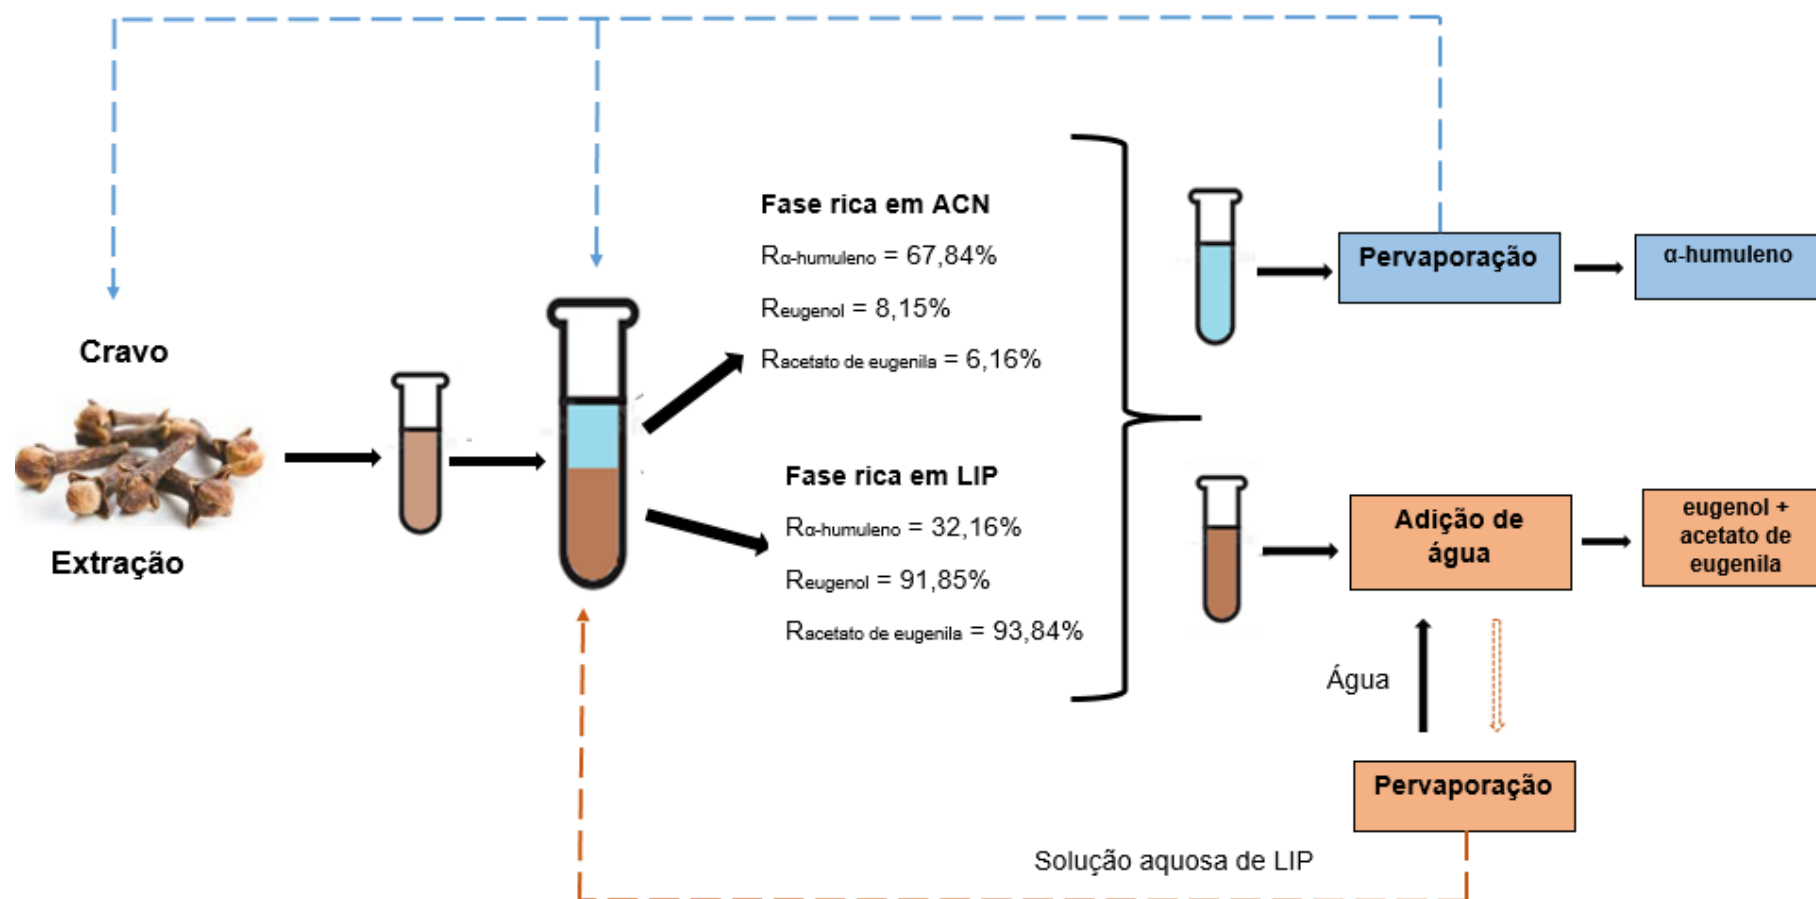 Cravo
Extração
Fase rica em ACN
Rα-humuleno = 67,84%
Reugenol = 8,15%
Racetato de eugenila = 6,16%
Fase rica em LIP
Rα-humuleno = 32,16%
Reugenol = 91,85%
Racetato de eugenila = 93,84%
Pervaporação
α-humuleno
Adição de
água
eugenol +
acetato de
eugenila
Água
Pervaporação
Solução aquosa de LIP